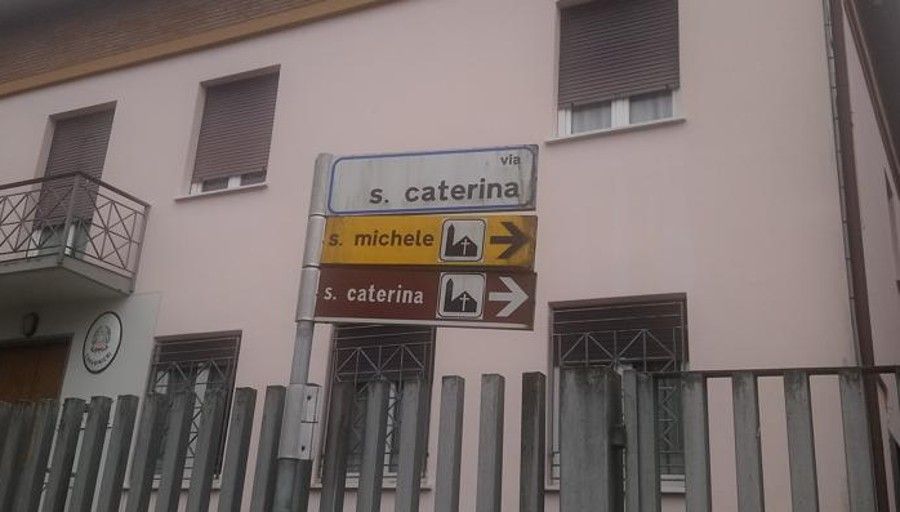 via
s. caterina
s. michele
s. caterina